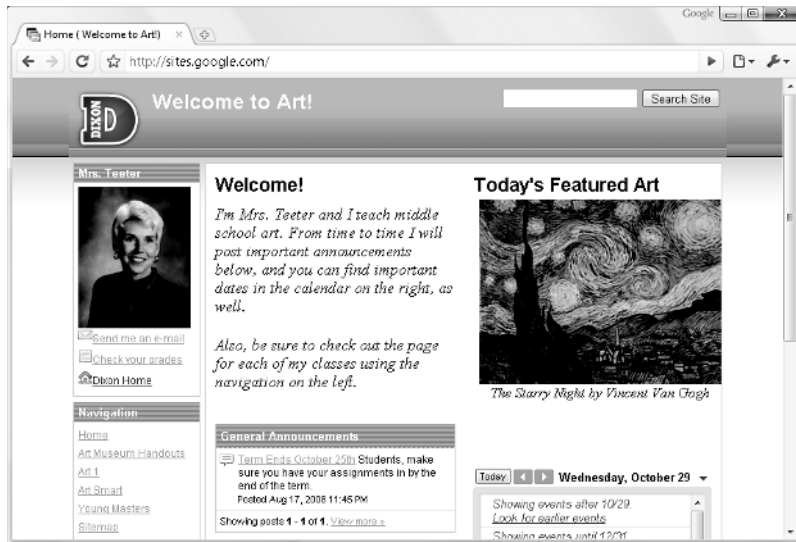 Google
Home ( Welcome to Art!)
http://sites.google.com/
DIXON
D
Welcome to Art!
Search Site
Mrs. Teeter
Send me an e-mail
Check your grades
Dixon Home
Navigation
Home
Art Museum Handouts
Art 1
Art Smart
Young Masters
Sitemap
Welcome!
I'm Mrs. Teeter and I teach middle
school art. From time to time I will
post important announcements
below, and you can find important
dates in the calendar on the right, as
well.
Also, be sure to check out the page
for each of my classes using the
navigation on the left.
General Announcements
Term Ends October 25th Students, make
sure you have your assignments in by the
end of the term.
Posted Aug 17, 2008 11:45 PM
Showing posts 1 - 1 of 1. View more »
Today's Featured Art
The Starry Night by Vincent Van Gogh
Today Wednesday, October 29
Showing events after 10/29.
Look for earlier events
Showing events until 12/31.